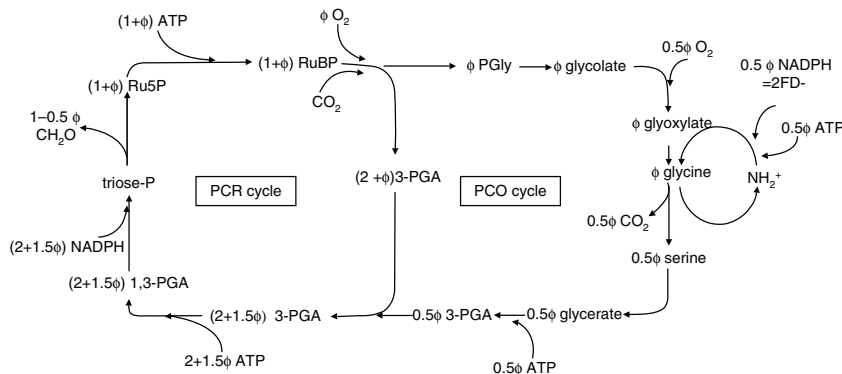 (1+ϕ) ATP
ϕ O₂
(1+ϕ) RuBP
ϕ PGly
ϕ glycolate
0.5ϕ O₂
0.5 ϕ NADPH
=2FD-
(1+ϕ) Ru5P
CO₂
1–0.5 ϕ
CH₂O
ϕ glyoxylate
0.5ϕ ATP
triose-P
PCR cycle
(2 +ϕ)3-PGA
PCO cycle
ϕ glycine
NH₂⁺
0.5ϕ CO₂
(2+1.5ϕ) NADPH
0.5ϕ serine
(2+1.5ϕ) 1,3-PGA
(2+1.5ϕ) 3-PGA
0.5ϕ 3-PGA
0.5ϕ glycerate
2+1.5ϕ ATP
0.5ϕ ATP